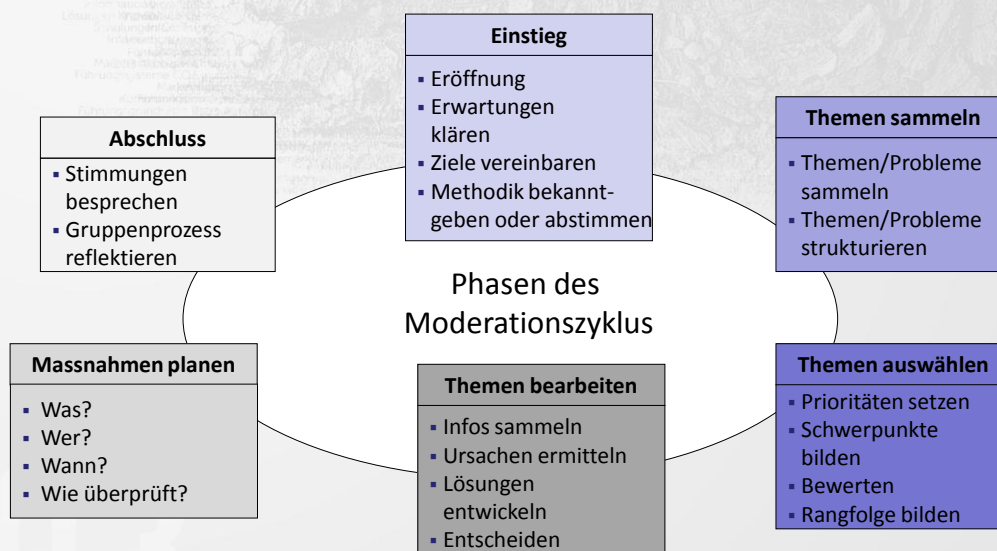 Einstieg
▪ Eröffnung
▪ Erwartungen
klären
▪ Ziele vereinbaren
▪ Methodik bekannt-
geben oder abstimmen
Themen sammeln
▪ Themen/Probleme
sammeln
▪ Themen/Probleme
strukturieren
Themen auswählen
▪ Prioritäten setzen
▪ Schwerpunkte
bilden
▪ Bewerten
▪ Rangfolge bilden
Themen bearbeiten
▪ Infos sammeln
▪ Ursachen ermitteln
▪ Lösungen
entwickeln
▪ Entscheiden
Massnahmen planen
▪ Was?
▪ Wer?
▪ Wann?
▪ Wie überprüft?
Abschluss
▪ Stimmungen
besprechen
▪ Gruppenprozess
reflektieren
Phasen des
Moderationszyklus